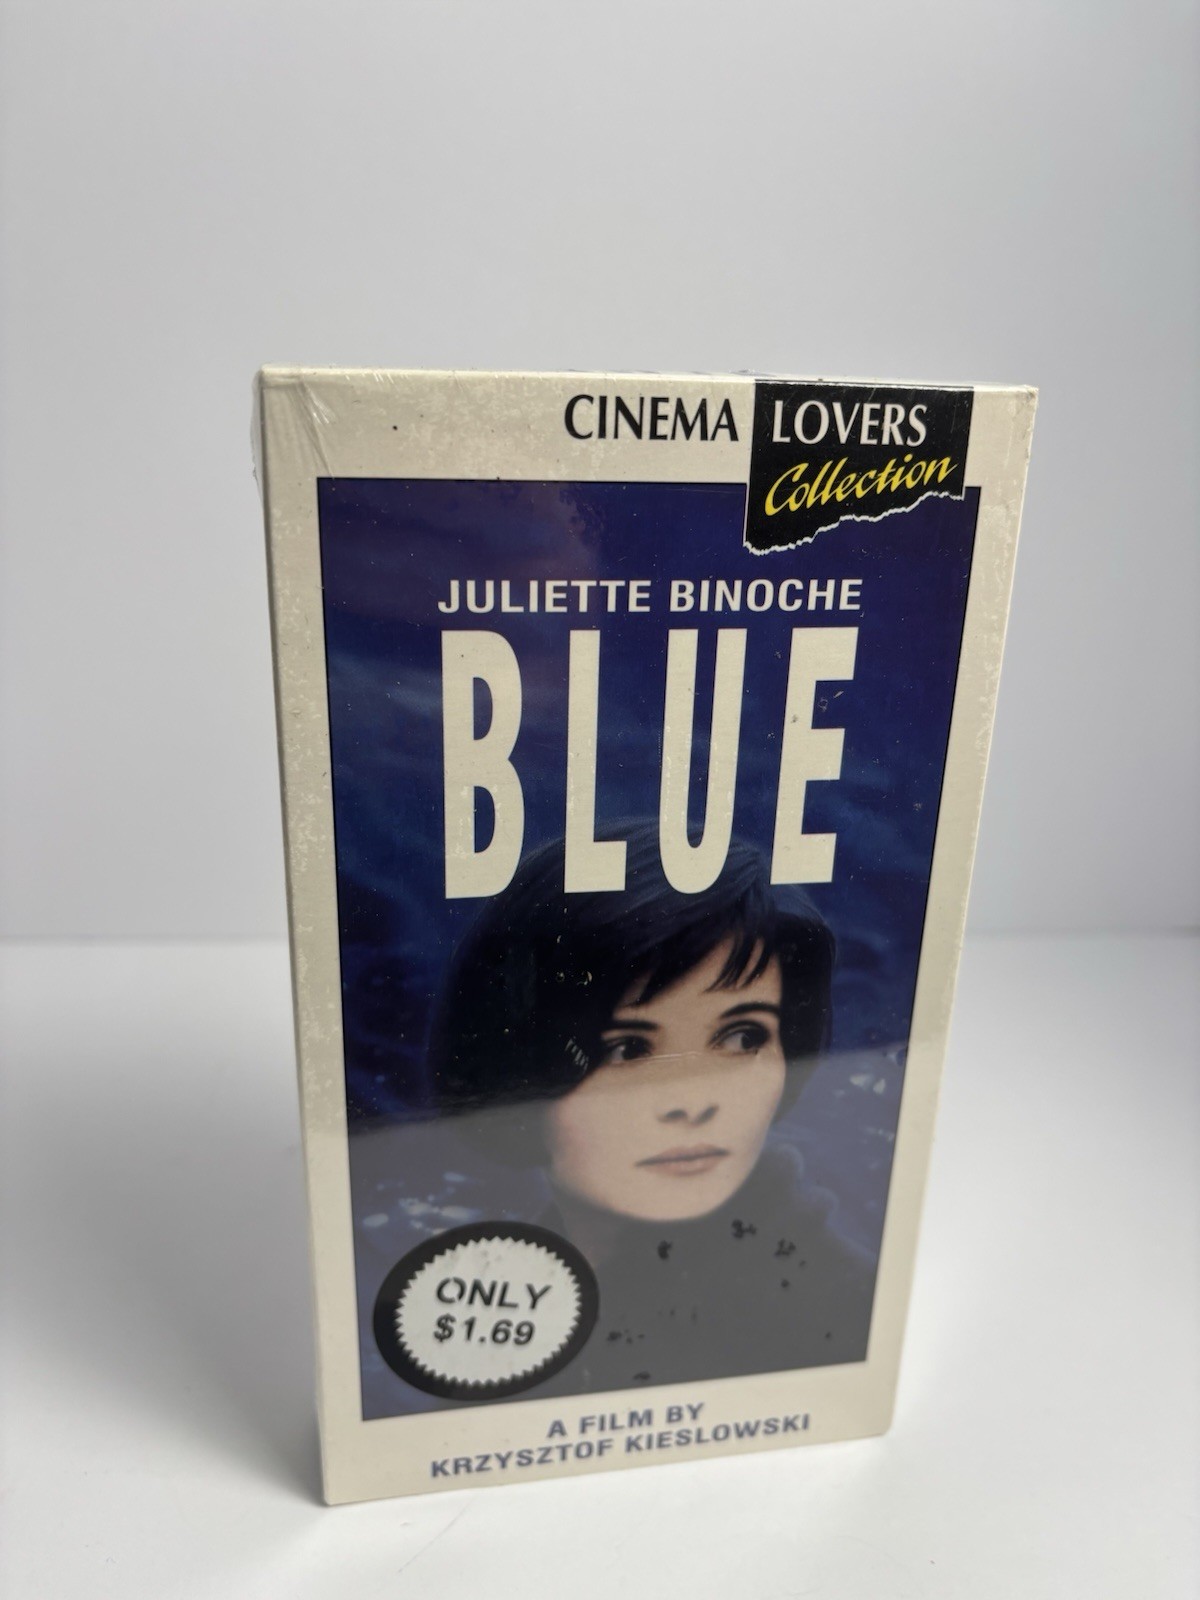 CINEMA LOVERS
Collection
JULIETTE BINOCHE
BLUE
ONLY
$1.69
A FILM BY
KRZYSZTOF KIESLOWSKI